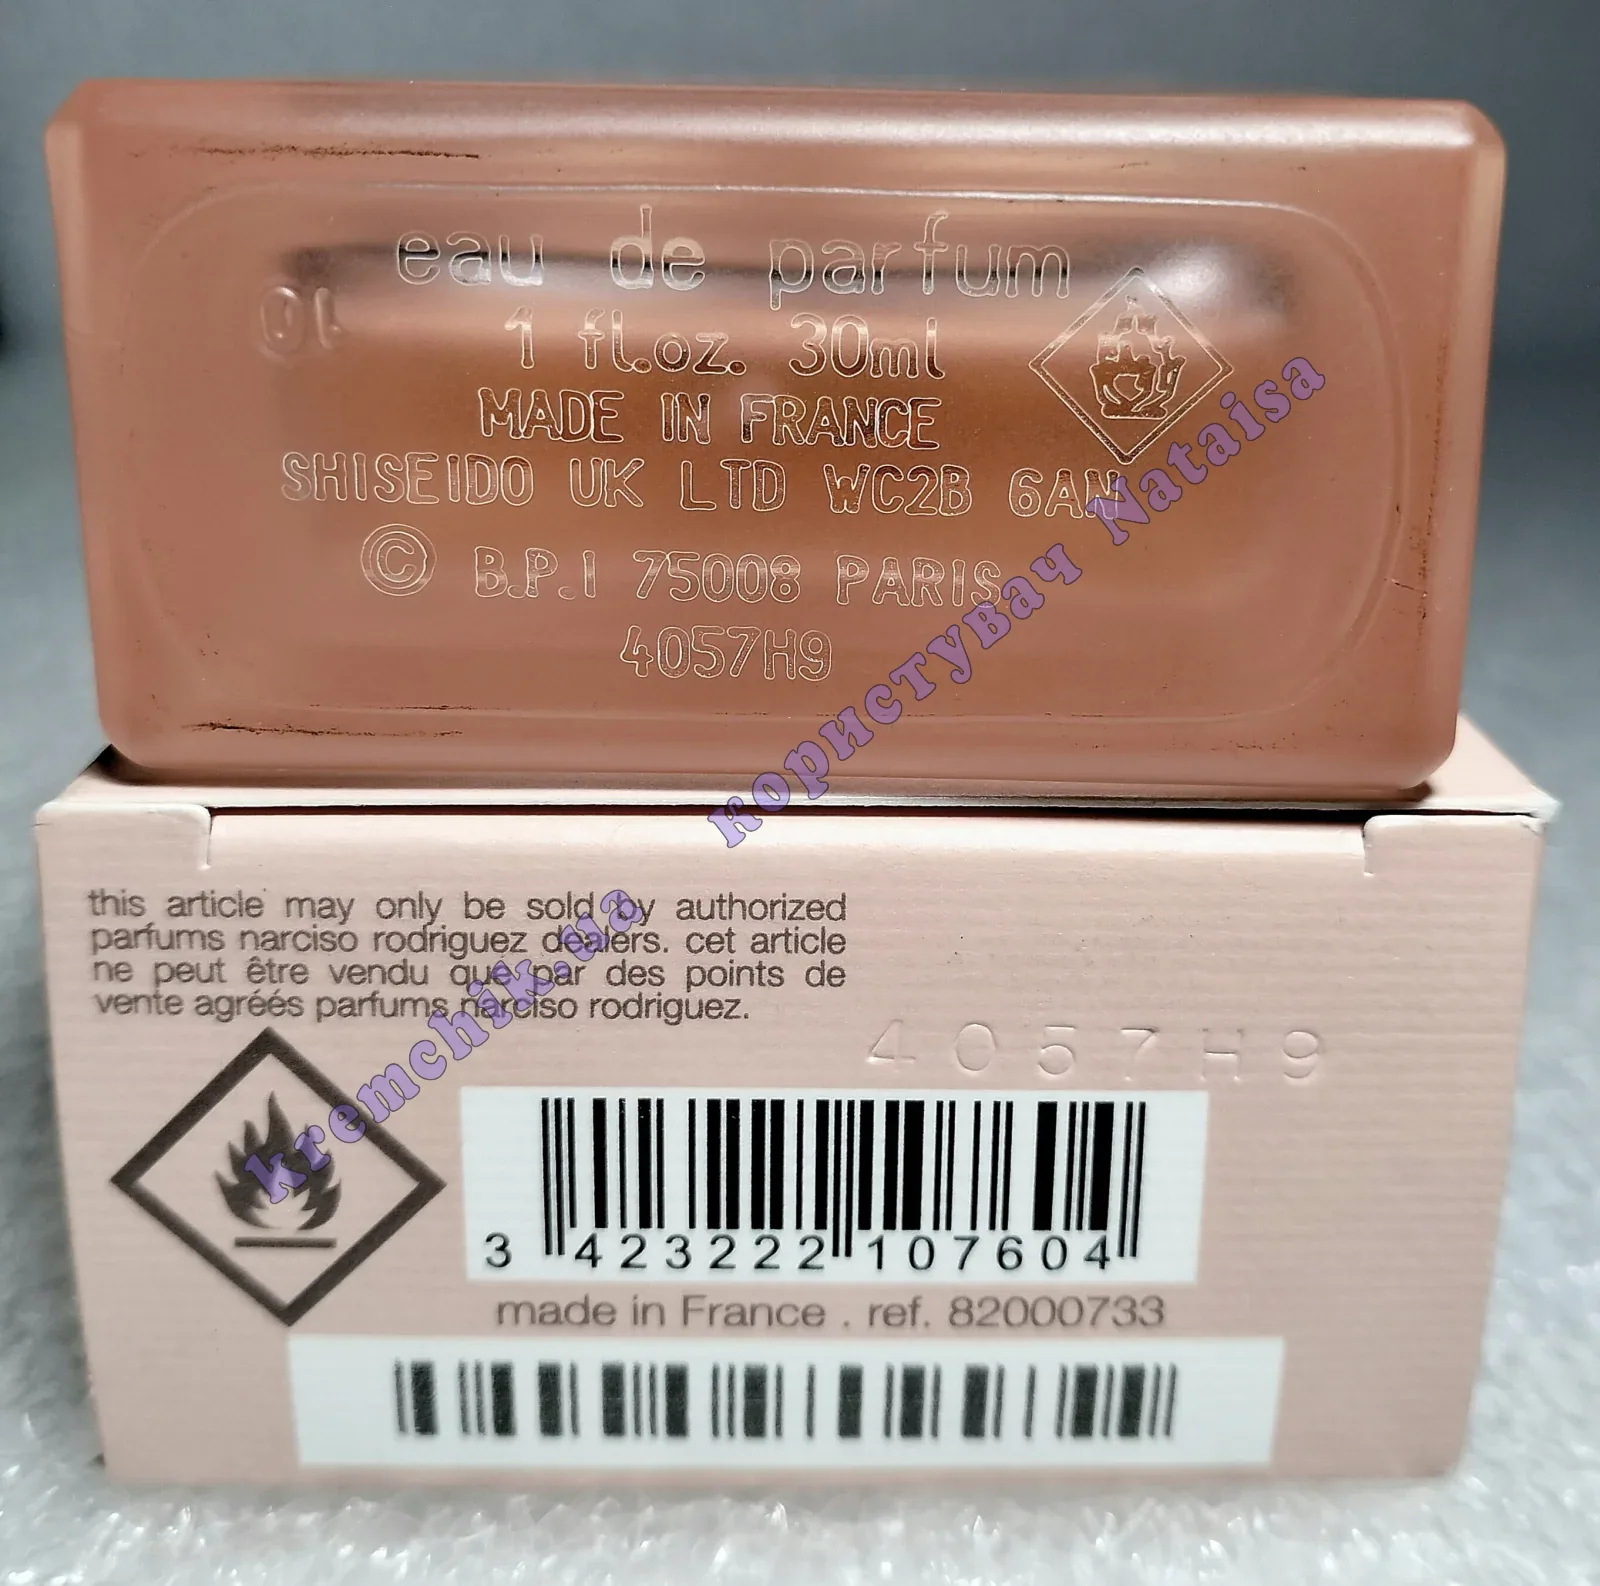 eau de parfum
01
1 fl.oz. 30ml
MADE IN FRANCE
SHISEIDO UK LTD WC2B 6AN
© B.P.I 75008 PARIS
4057H9
користувач Nataisa
this article may only be sold by authorized
parfums narciso rodriguez dealers. cet article
ne peut être vendu que par des points de
vente agréés parfums narciso rodriguez.
kremchik.ua
4057H9
3 423222 107604
made in France . ref. 82000733